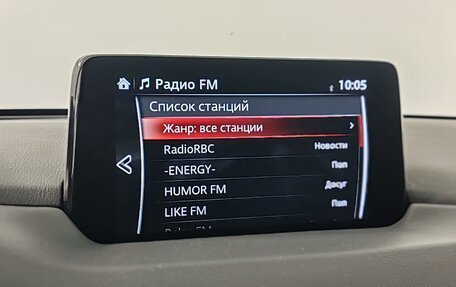 Радио FM 10:05
Список станций
Жанр: все станции
RadioRBC Новости
-ENERGY- Поп
HUMOR FM Досуг
LIKE FM Поп
FM